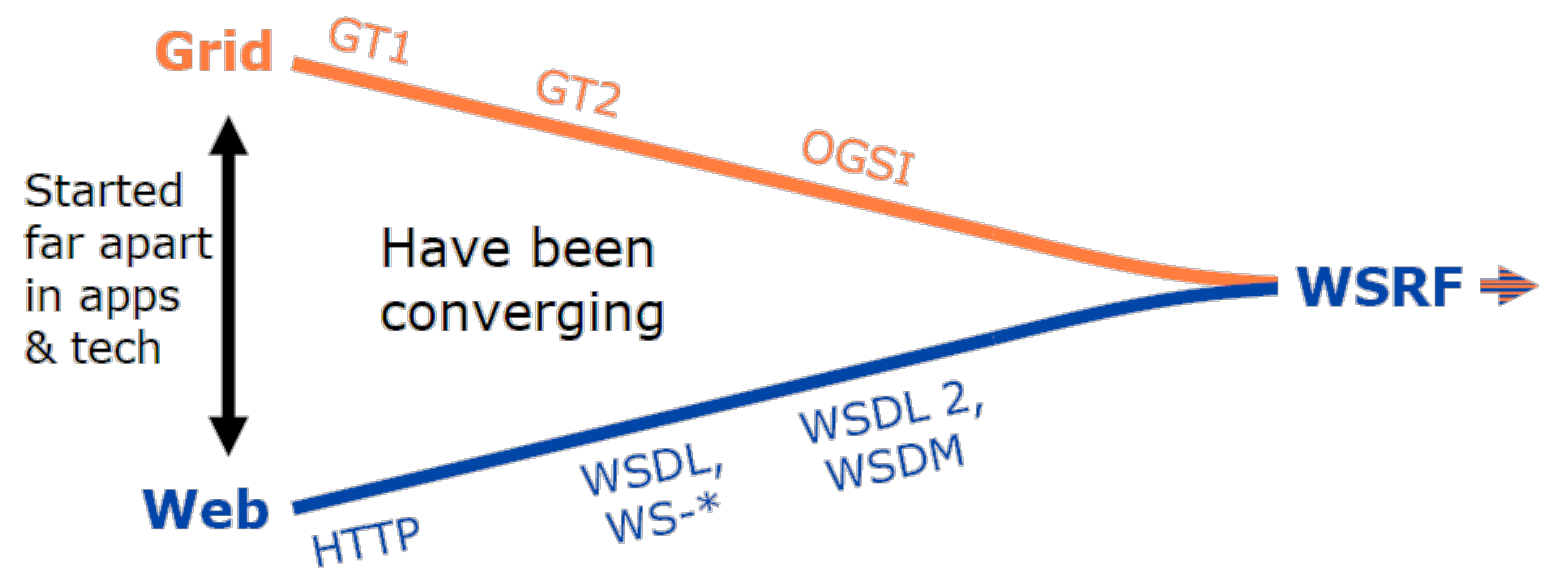 Grid
GT1
GT2
OGSI
Started
far apart
in apps
& tech
Have been
converging
WSRF
Web
HTTP
WSDL,
WS-*
WSDL 2,
WSDM